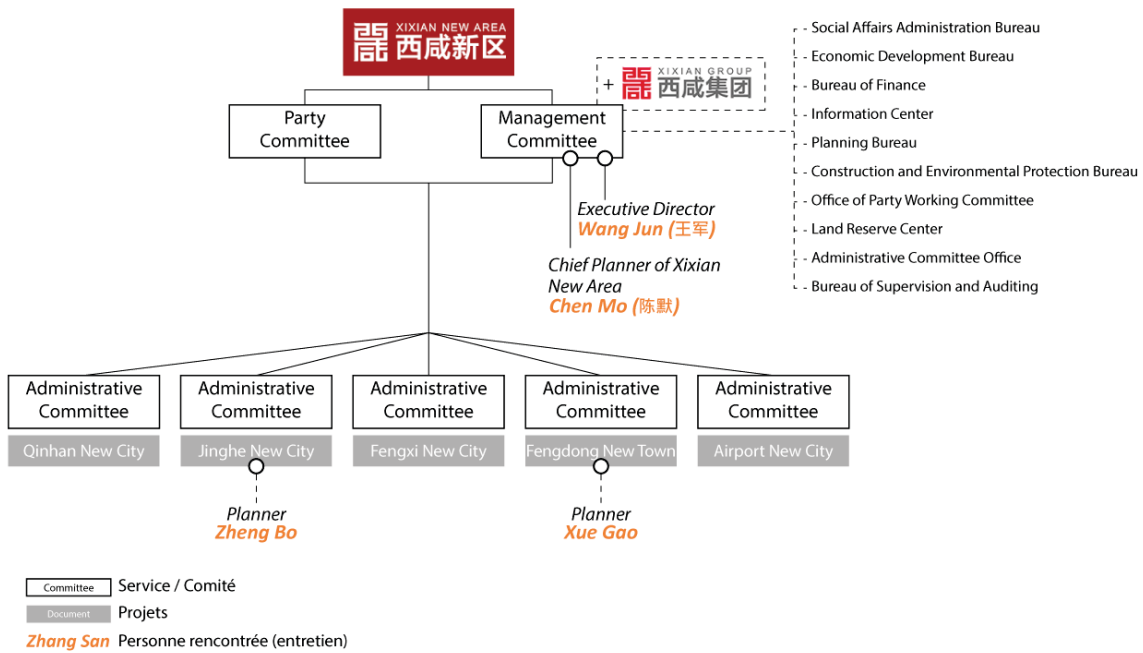 XIXIAN NEW AREA
西咸新区
+
XIXIAN GROUP
西咸集团
Party
Committee
Management
Committee
- Social Affairs Administration Bureau
- Economic Development Bureau
- Bureau of Finance
- Information Center
- Planning Bureau
- Construction and Environmental Protection Bureau
- Office of Party Working Committee
- Land Reserve Center
- Administrative Committee Office
- Bureau of Supervision and Auditing
Executive Director
Wang Jun (王军)
Chief Planner of Xixian
New Area
Chen Mo (陈默)
Administrative
Committee
Qinhan New City
Administrative
Committee
Jinghe New City
Administrative
Committee
Fengxi New City
Administrative
Committee
Fengdong New Town
Administrative
Committee
Airport New City
Planner
Zheng Bo
Planner
Xue Gao
Committee
Service / Comité
Document
Projets
Zhang San
Personne rencontrée (entretien)